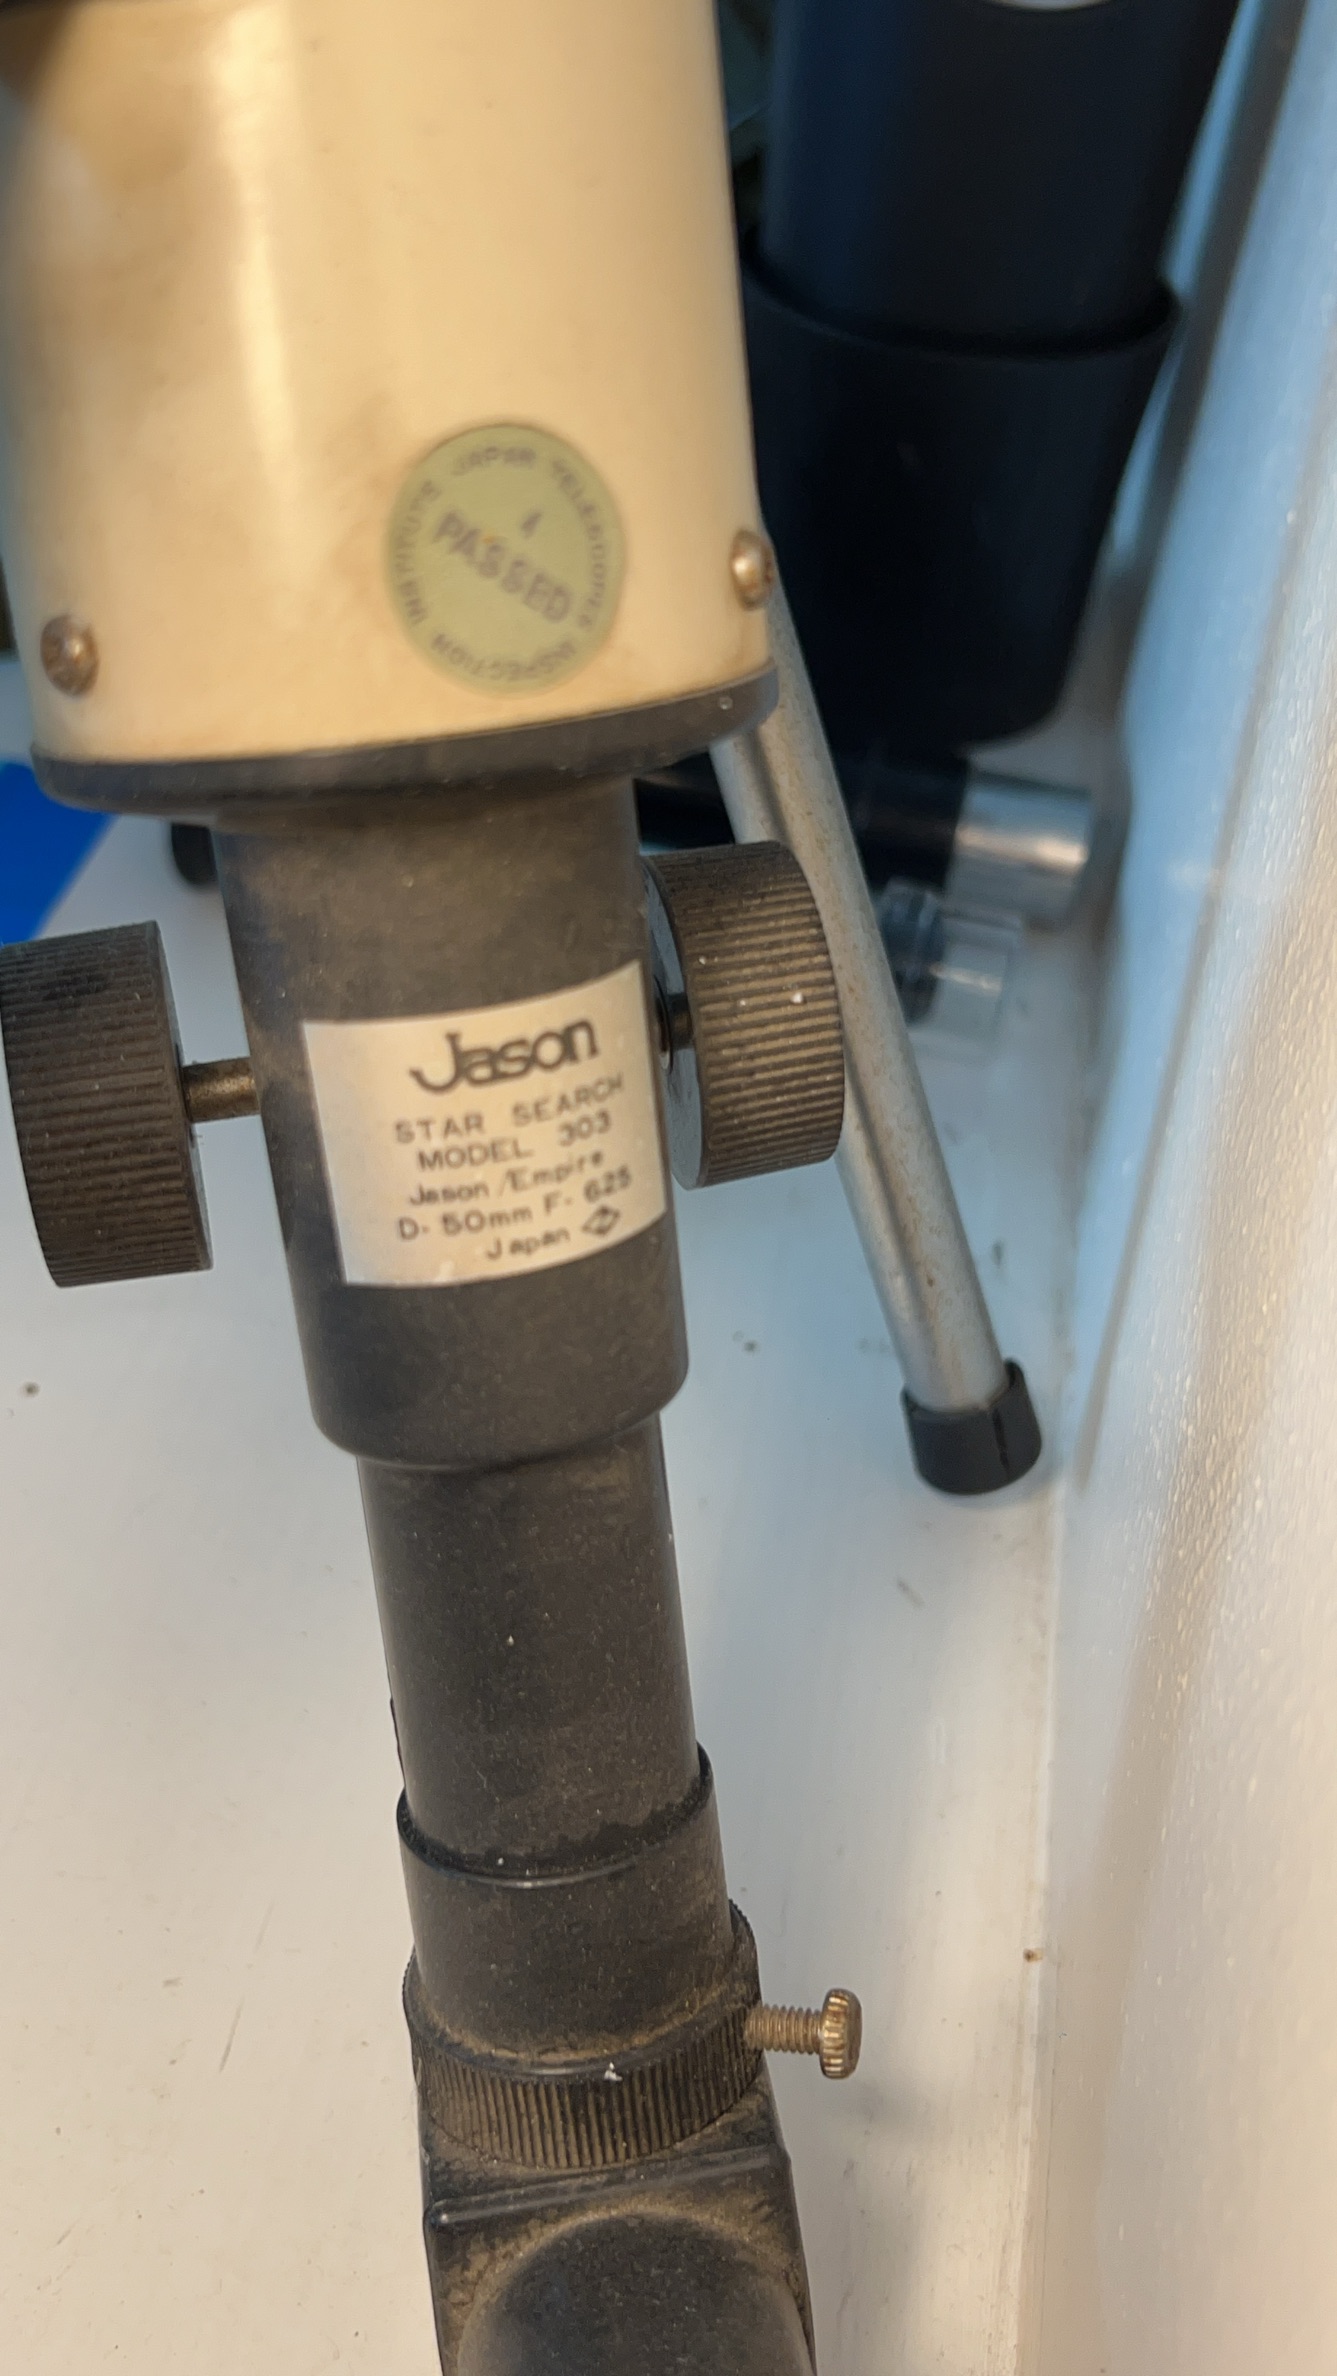 JAPAN TELESCOPES INSPECTION INSTITUTE
PASSED
Jason
STAR SEARCH
MODEL 303
Jason/Empire
D- 50mm F- 625
Japan